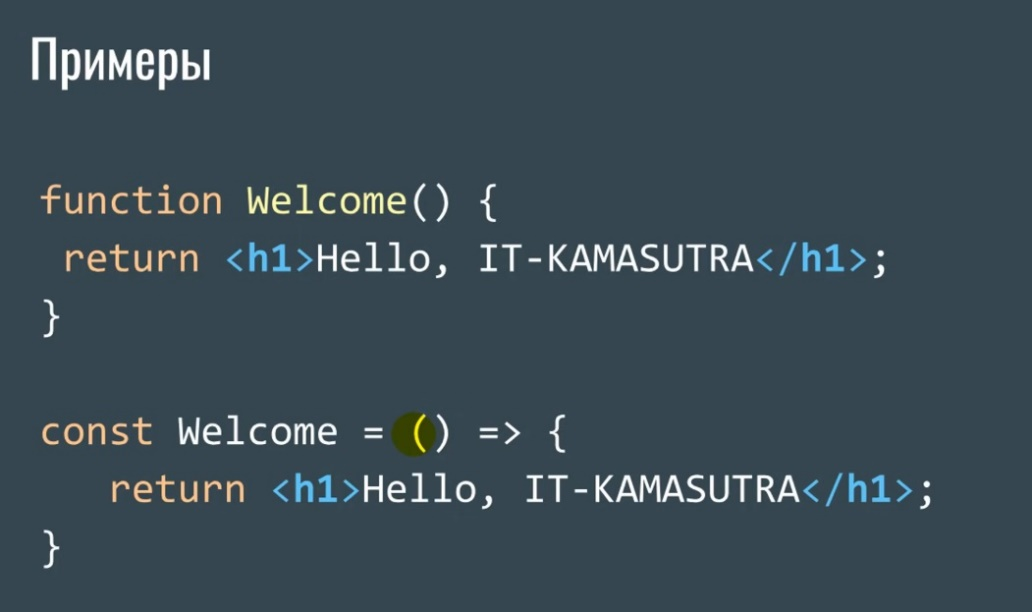 Примеры
function Welcome() {
return <h1>Hello, IT-KAMASUTRA</h1>;
}
const Welcome = () => {
return <h1>Hello, IT-KAMASUTRA</h1>;
}